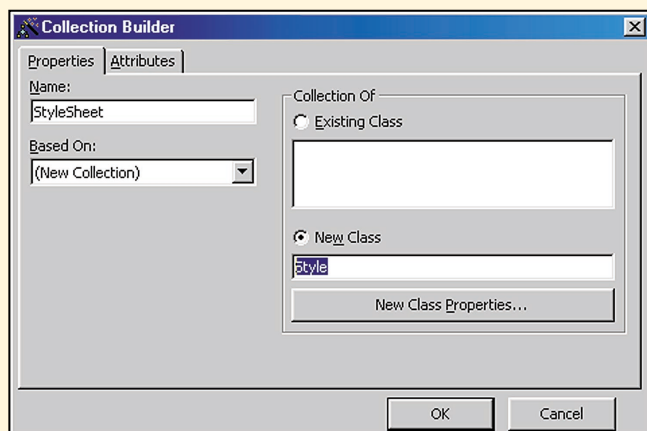 Collection Builder
Properties
Attributes
Name:
StyleSheet
Based On:
(New Collection)
Collection Of
Existing Class
New Class
Style
New Class Properties...
OK
Cancel